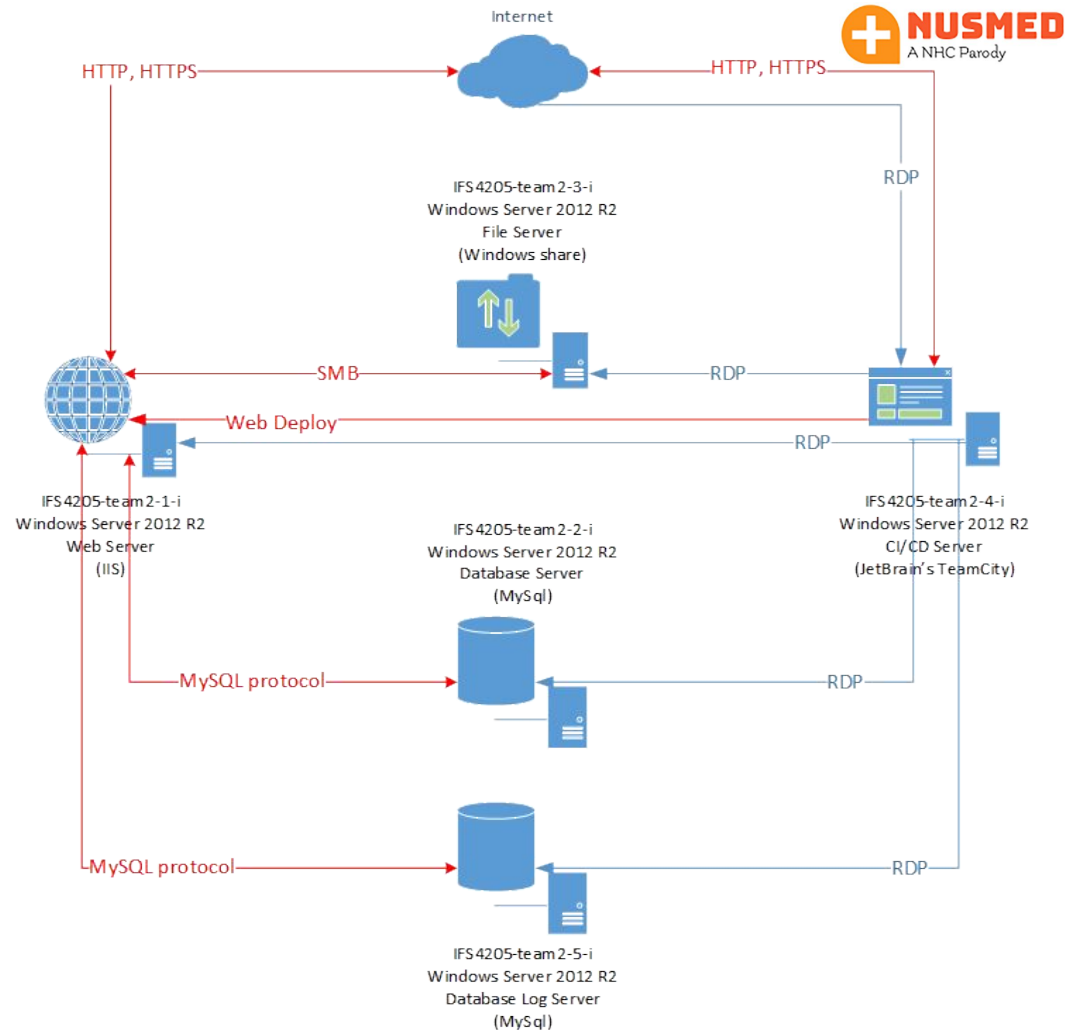 Internet
NUSMED
A NHC Parody
HTTP, HTTPS
HTTP, HTTPS
RDP
IFS4205-team2-3-i
Windows Server 2012 R2
File Server
(Windows share)
SMB
RDP
Web Deploy
RDP
IFS4205-team2-1-i
Windows Server 2012 R2
Web Server
(IIS)
IFS4205-team2-4-i
Windows Server 2012 R2
CI/CD Server
(JetBrain's TeamCity)
IFS4205-team2-2-i
Windows Server 2012 R2
Database Server
(MySql)
MySQL protocol
RDP
MySQL protocol
RDP
IFS4205-team2-5-i
Windows Server 2012 R2
Database Log Server
(MySql)